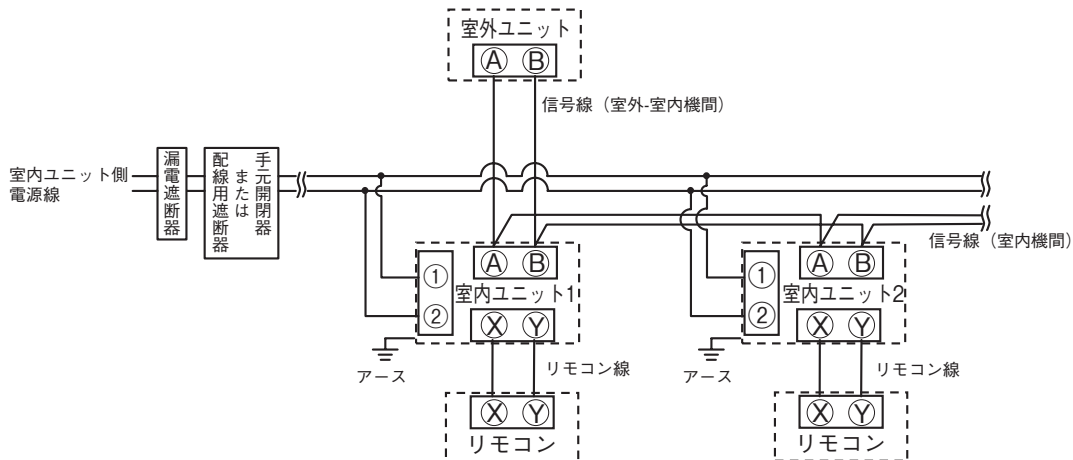 室外ユニット
A B
信号線（室外-室内機間）
室内ユニット側
電源線
漏電遮断器
手元開閉器
または
配線用遮断器
信号線（室内機間）
① A B
室内ユニット1
② X Y
アース
リモコン線
X Y
リモコン
① A B
室内ユニット2
② X Y
アース
リモコン線
X Y
リモコン